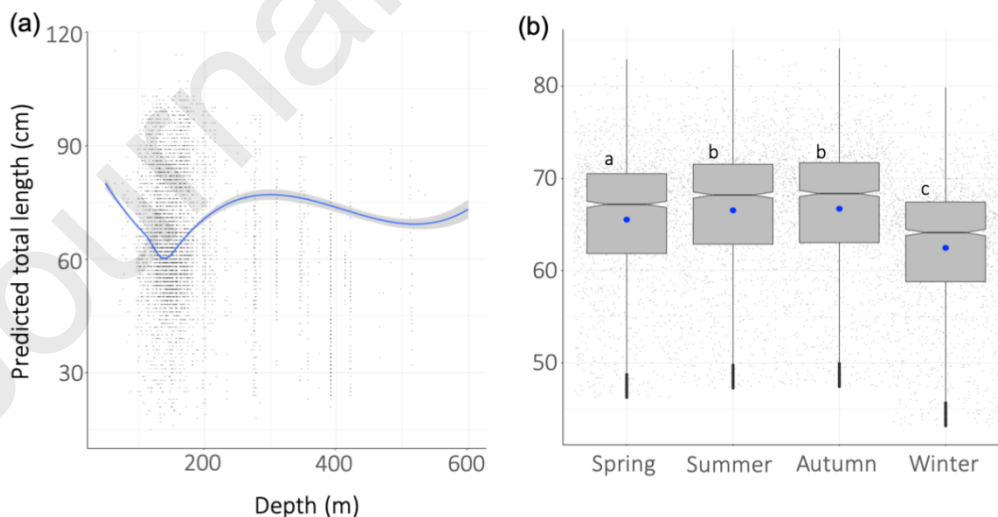 (a)
120
90
60
30
Predicted total length (cm)
200 400 600
Depth (m)
(b)
80
70
60
50
a b b c
Spring Summer Autumn Winter